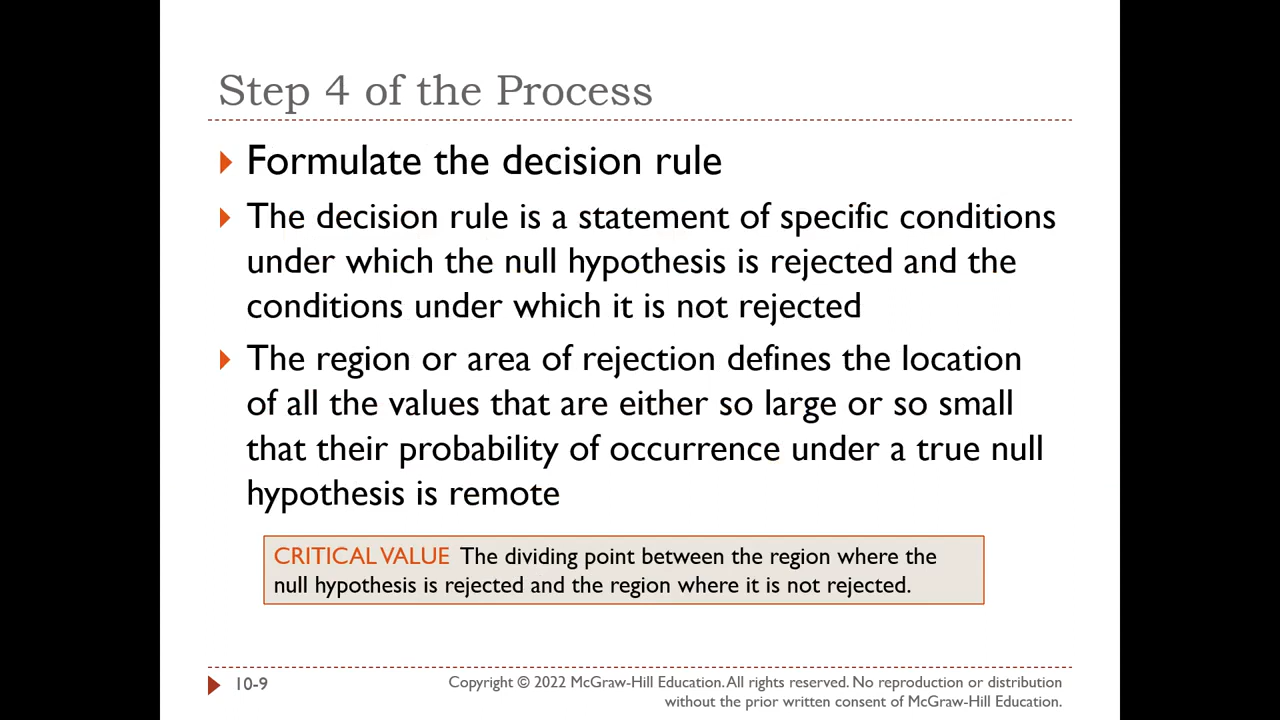 Step 4 of the Process
Formulate the decision rule
The decision rule is a statement of specific conditions
under which the null hypothesis is rejected and the
conditions under which it is not rejected
The region or area of rejection defines the location
of all the values that are either so large or so small
that their probability of occurrence under a true null
hypothesis is remote
CRITICAL VALUE The dividing point between the region where the
null hypothesis is rejected and the region where it is not rejected.
10-9
Copyright © 2022 McGraw-Hill Education. All rights reserved. No reproduction or distribution
without the prior written consent of McGraw-Hill Education.